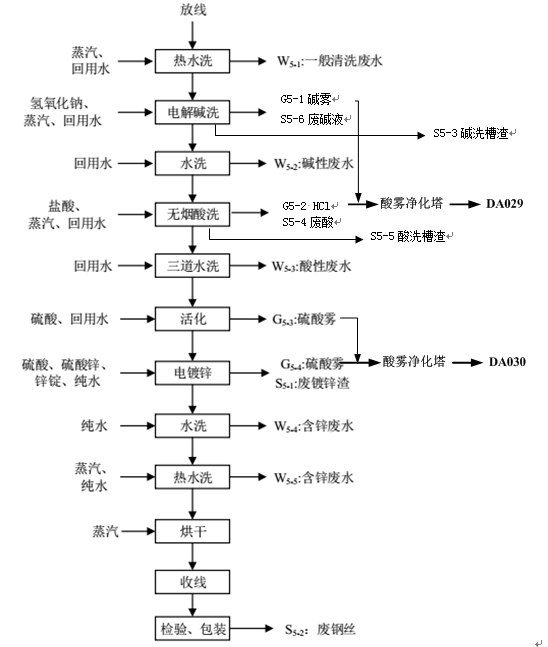 放线
蒸汽、
回用水
热水洗
W5-1:一般清洗废水
氢氧化钠、
蒸汽、回用水
电解碱洗
G5-1 碱雾
S5-6 废碱液
S5-3 碱洗槽渣
回用水
水洗
W5-2:碱性废水
盐酸、
蒸汽、回用水
无烟酸洗
G5-2 HCl
S5-4 废酸
酸雾净化塔
DA029
S5-5 酸洗槽渣
回用水
三道水洗
W5-3:酸性废水
硫酸、回用水
活化
G5-3:硫酸雾
硫酸、硫酸锌、
锌锭、纯水
电镀锌
G5-4:硫酸雾
S5-1:废镀锌渣
酸雾净化塔
DA030
纯水
水洗
W5-4:含锌废水
蒸汽、
纯水
热水洗
W5-5:含锌废水
蒸汽
烘干
收线
检验、包装
S5-2：废钢丝